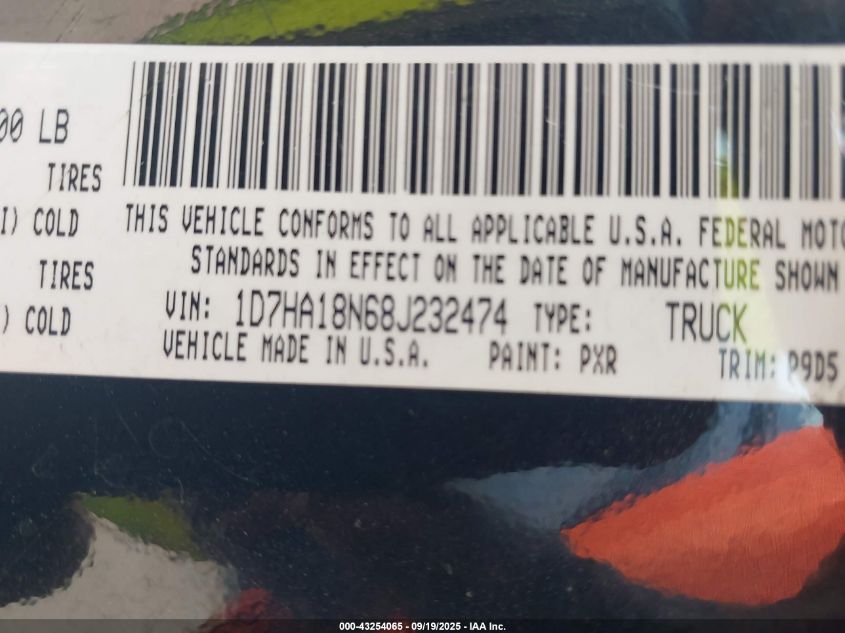 00 LB
TIRES
I) COLD
TIRES
) COLD
THIS VEHICLE CONFORMS TO ALL APPLICABLE U.S.A. FEDERAL MOTO
STANDARDS IN EFFECT ON THE DATE OF MANUFACTURE SHOWN
VIN: 1D7HA18N68J232474 TYPE: TRUCK
VEHICLE MADE IN U.S.A. PAINT: PXR TRIM: P9D5
000-43254065 - 09/19/2025 - IAA Inc.